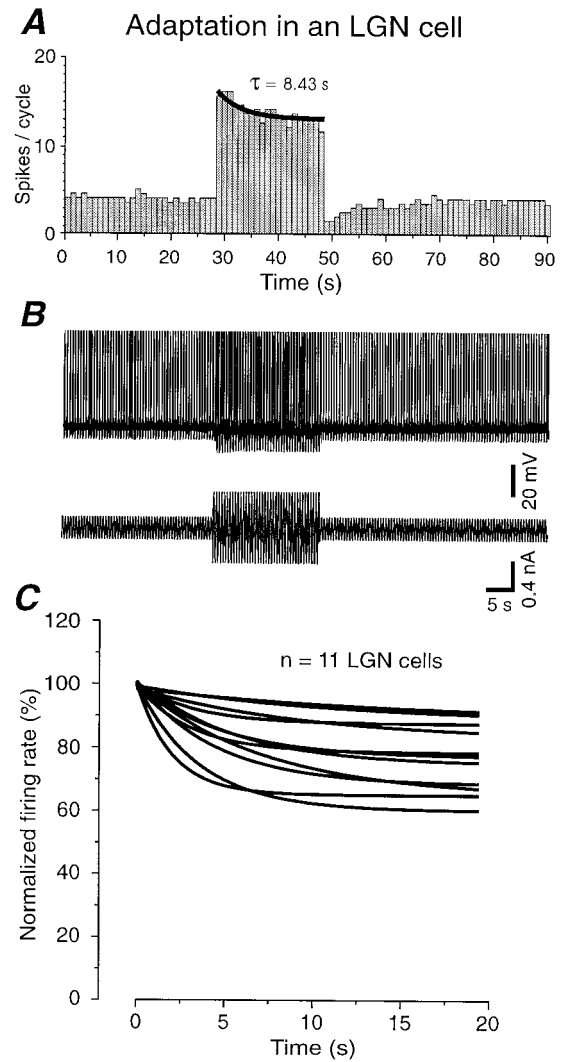 A Adaptation in an LGN cell
20
10
0
Spikes / cycle
τ = 8.43 s
0 10 20 30 40 50 60 70 80 90
Time (s)
B
20 mV
0.4 nA
5 s
C
120
100
80
60
40
20
0
Normalized firing rate (%)
n = 11 LGN cells
0 5 10 15 20
Time (s)